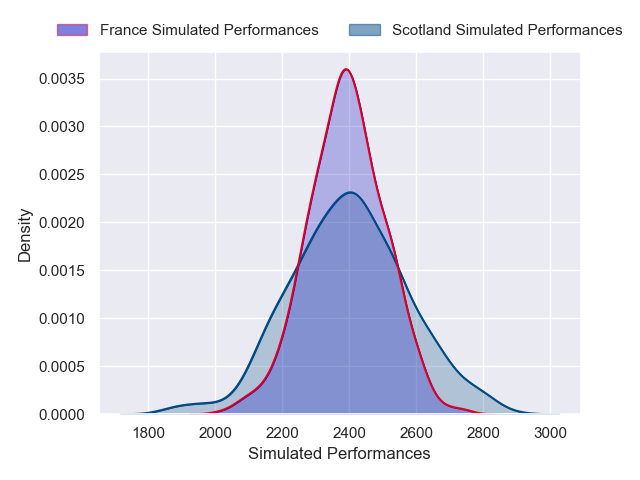 France Simulated Performances
Scotland Simulated Performances
0.0035
0.0030
0.0025
0.0020
0.0015
0.0010
0.0005
0.0000
Density
1800 2000 2200 2400 2600 2800 3000
Simulated Performances